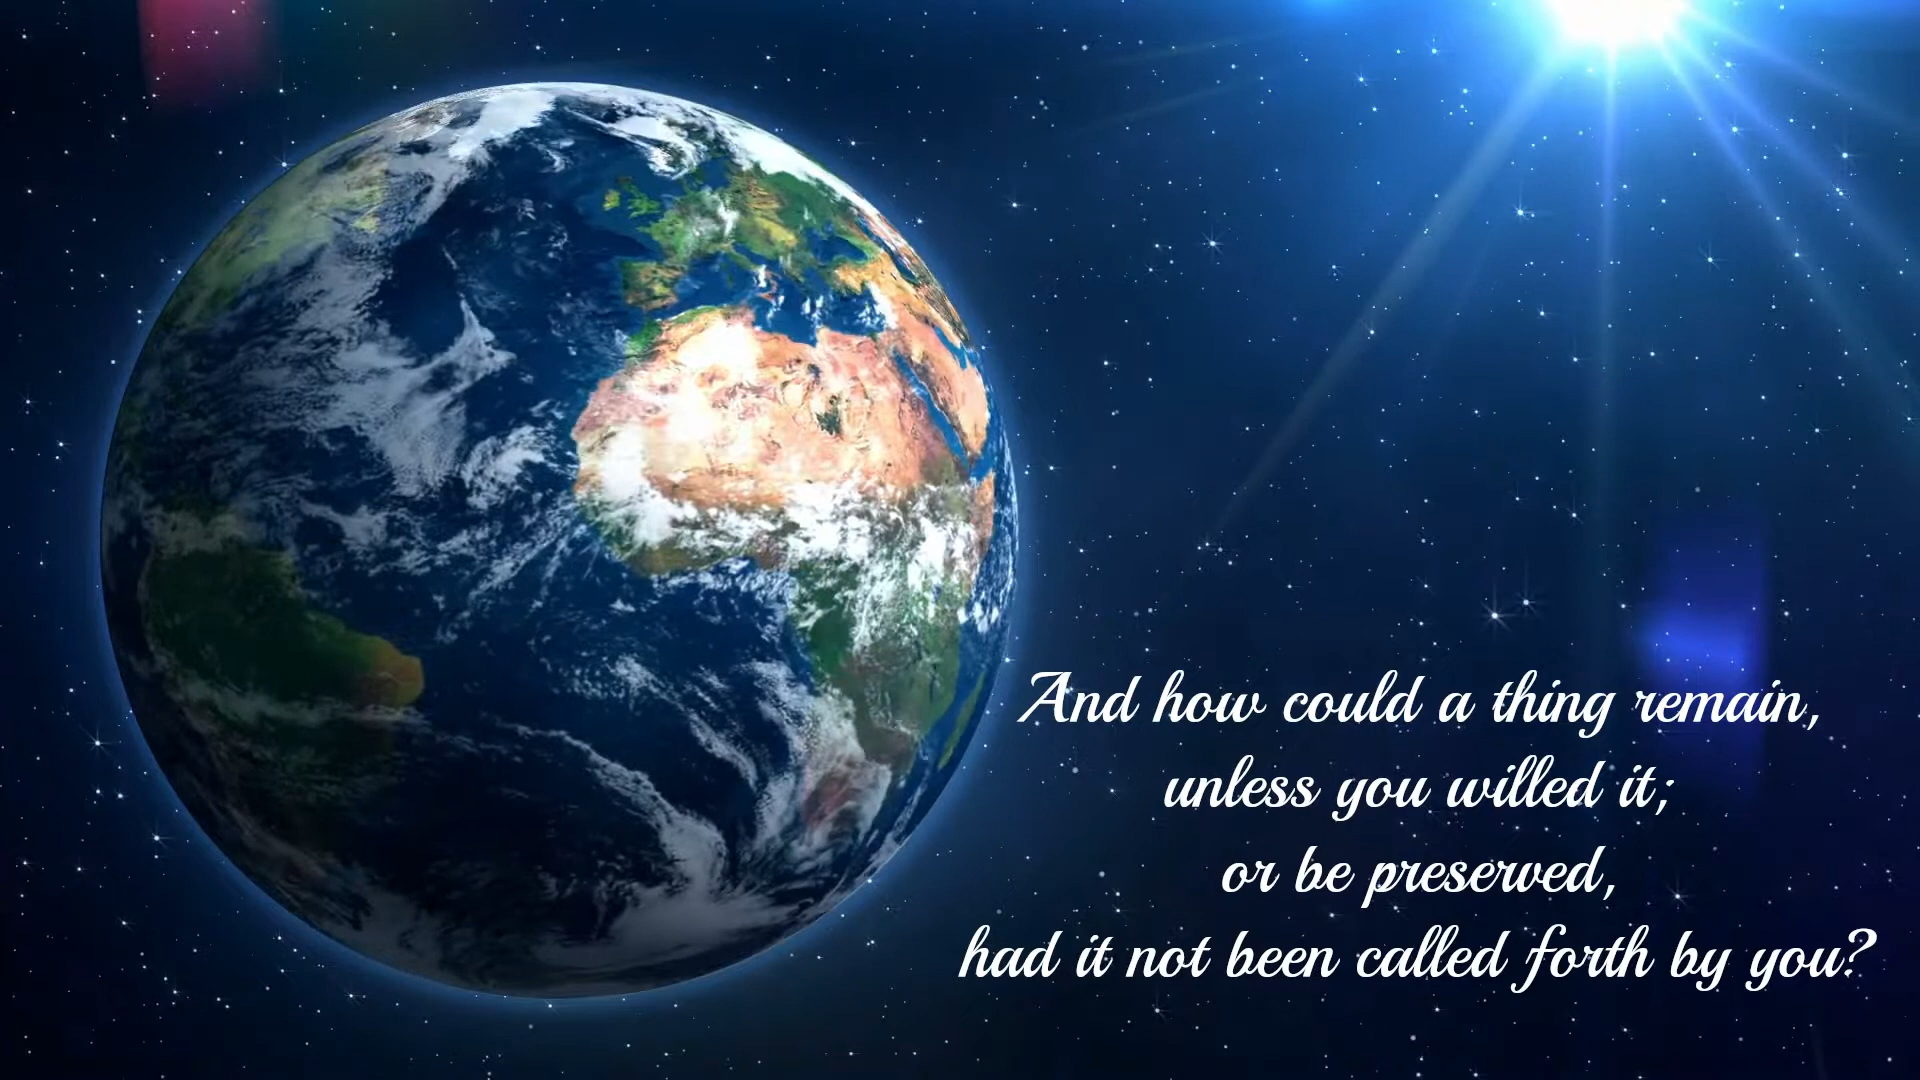 And how could a thing remain,
unless you willed it;
or be preserved,
had it not been called forth by you?